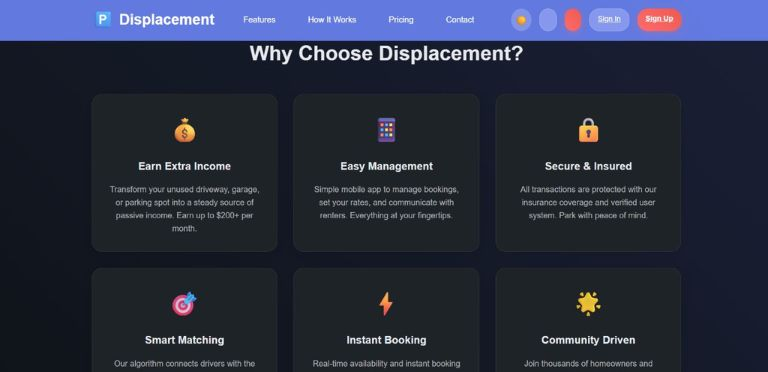 P Displacement Features How It Works Pricing Contact Sign In Sign Up
Why Choose Displacement?
Earn Extra Income
Transform your unused driveway, garage,
or parking spot into a steady source of
passive income. Earn up to $200+ per
month.
Easy Management
Simple mobile app to manage bookings,
set your rates, and communicate with
renters. Everything at your fingertips.
Secure & Insured
All transactions are protected with our
insurance coverage and verified user
system. Park with peace of mind.
Smart Matching
Our algorithm connects drivers with the
Instant Booking
Real-time availability and instant booking
Community Driven
Join thousands of homeowners and